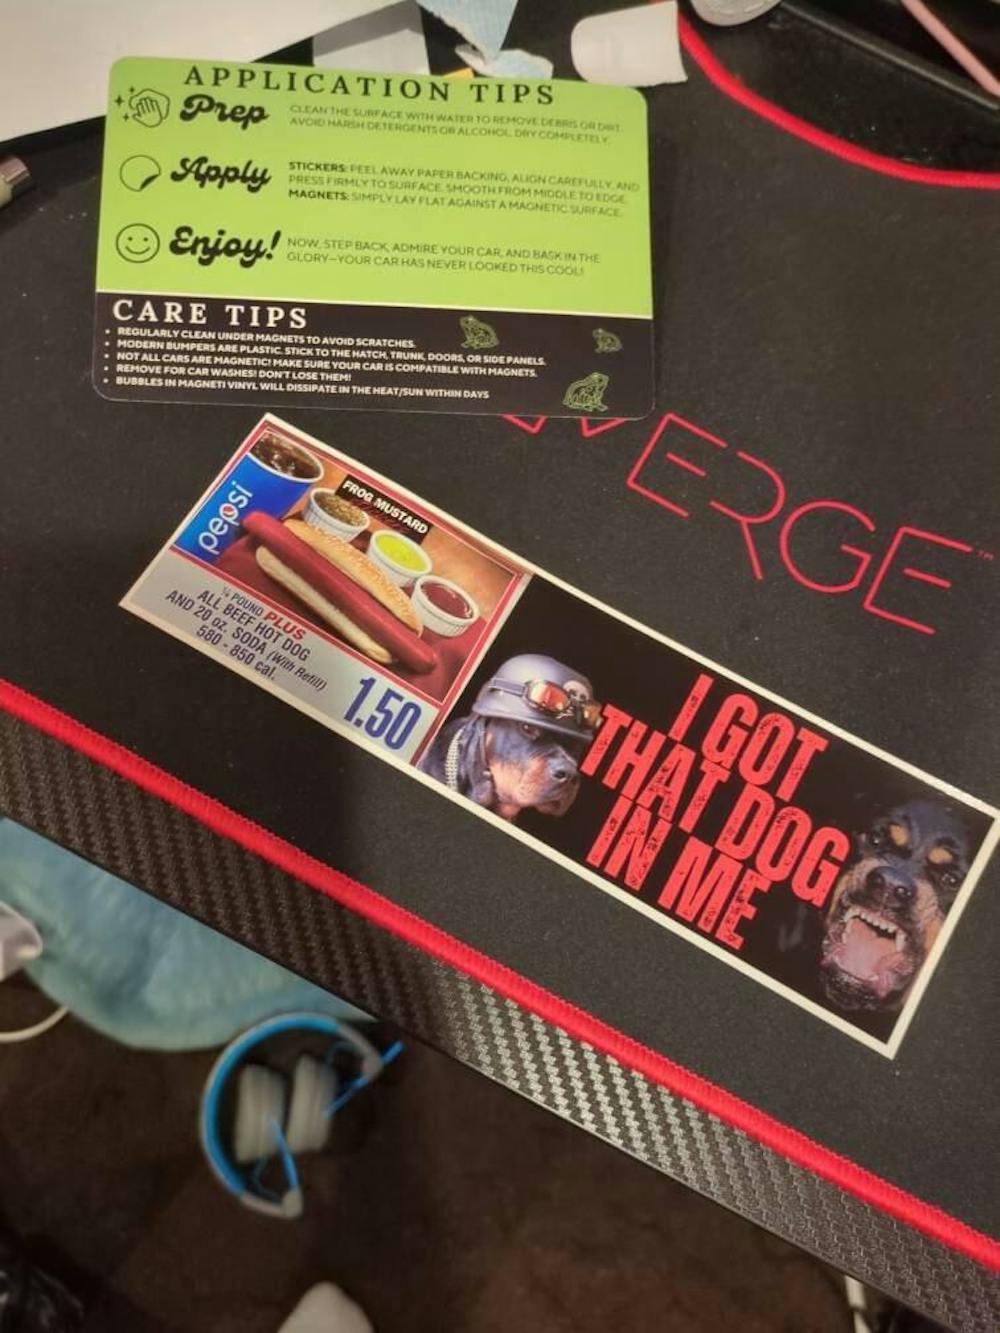 APPLICATION TIPS
Prep
CLEAN THE SURFACE WITH WATER TO REMOVE DEBRIS OR DIRT.
AVOID HARSH DETERGENTS OR ALCOHOL. DRY COMPLETELY.
Apply
STICKERS: PEEL AWAY PAPER BACKING, ALIGN CAREFULLY, AND
PRESS FIRMLY TO SURFACE. SMOOTH FROM MIDDLE TO EDGE.
MAGNETS: SIMPLY LAY FLAT AGAINST A MAGNETIC SURFACE.
Enjoy!
NOW, STEP BACK, ADMIRE YOUR CAR, AND BASK IN THE
GLORY—YOUR CAR HAS NEVER LOOKED THIS COOL!
CARE TIPS
• REGULARLY CLEAN UNDER MAGNETS TO AVOID SCRATCHES.
• MODERN BUMPERS ARE PLASTIC. STICK TO THE HATCH, TRUNK, DOORS, OR SIDE PANELS.
• NOT ALL CARS ARE MAGNETIC! MAKE SURE YOUR CAR IS COMPATIBLE WITH MAGNETS.
• REMOVE FOR CAR WASHES! DON'T LOSE THEM!
• BUBBLES IN MAGNET/VINYL WILL DISSIPATE IN THE HEAT/SUN WITHIN DAYS
WERGE™
pepsi
FROG MUSTARD
¼ POUND PLUS
ALL BEEF HOT DOG
AND 20 oz. SODA (With Refill)
580 - 850 cal.
1.50
I GOT
THAT DOG
IN ME